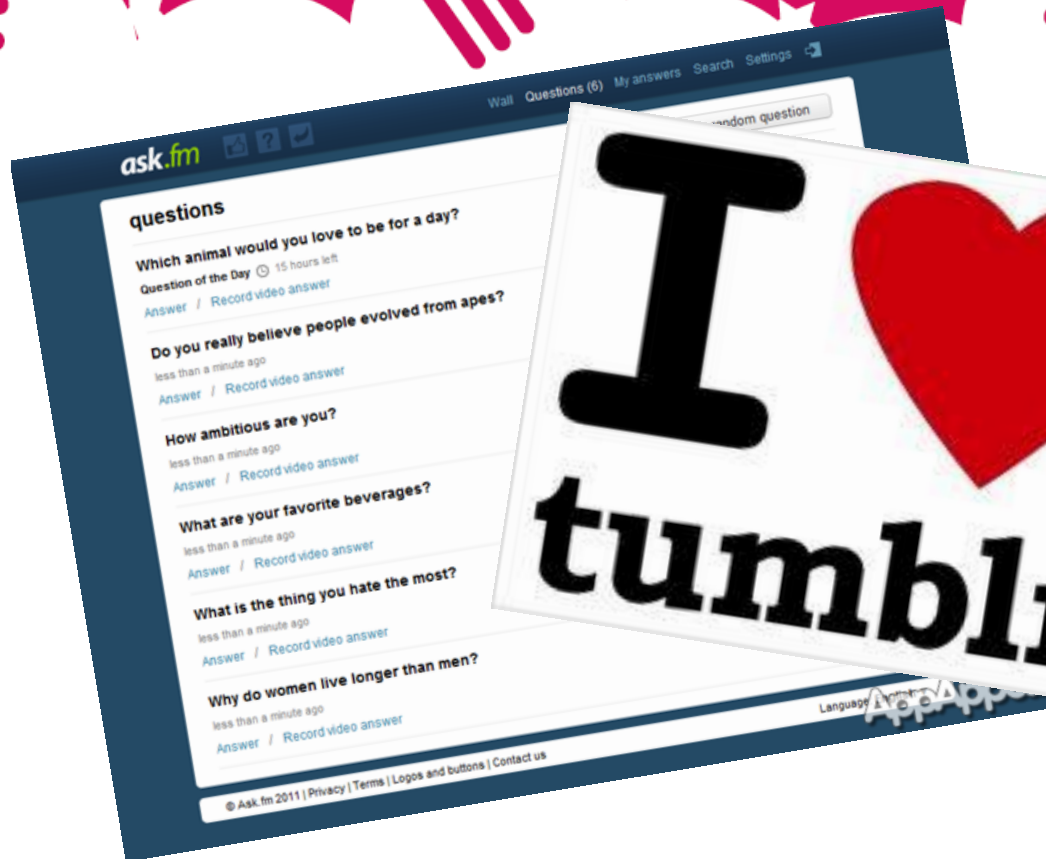 Wall Questions (6) My answers Search Settings
ask.fm ?
random question
questions
Which animal would you love to be for a day?
Question of the Day 15 hours left
Answer / Record video answer
Do you really believe people evolved from apes?
less than a minute ago
Answer / Record video answer
How ambitious are you?
less than a minute ago
Answer / Record video answer
What are your favorite beverages?
less than a minute ago
Answer / Record video answer
What is the thing you hate the most?
less than a minute ago
Answer / Record video answer
Why do women live longer than men?
less than a minute ago
Answer / Record video answer
© Ask.fm 2011 | Privacy | Terms | Logos and buttons | Contact us
Language
I
tumbl